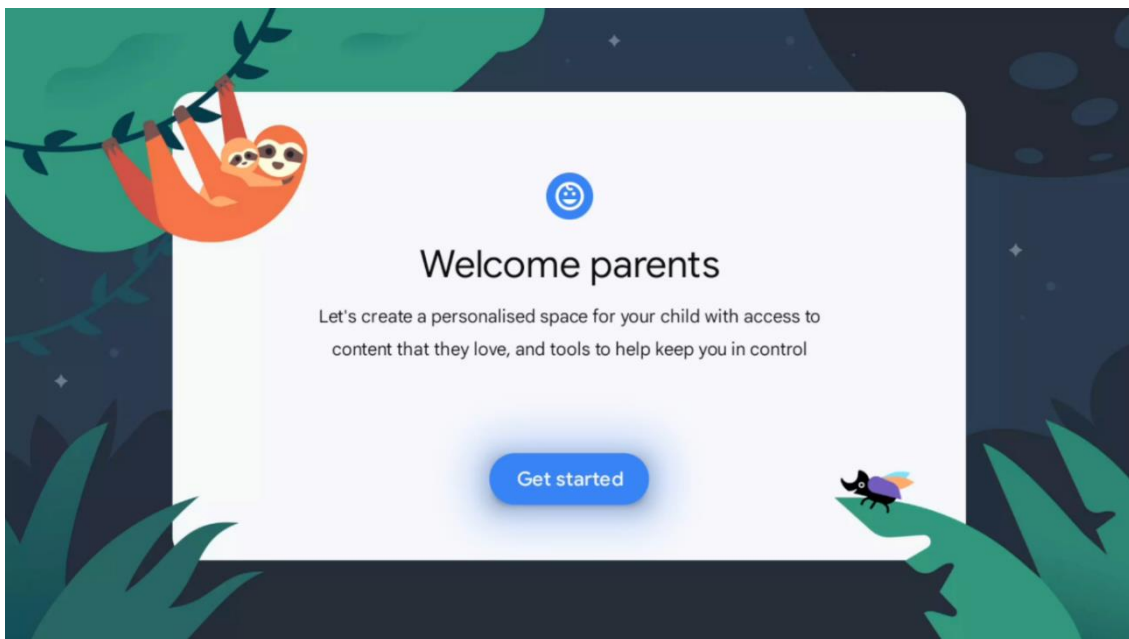 Welcome parents
Let's create a personalised space for your child with access to
content that they love, and tools to help keep you in control
Get started